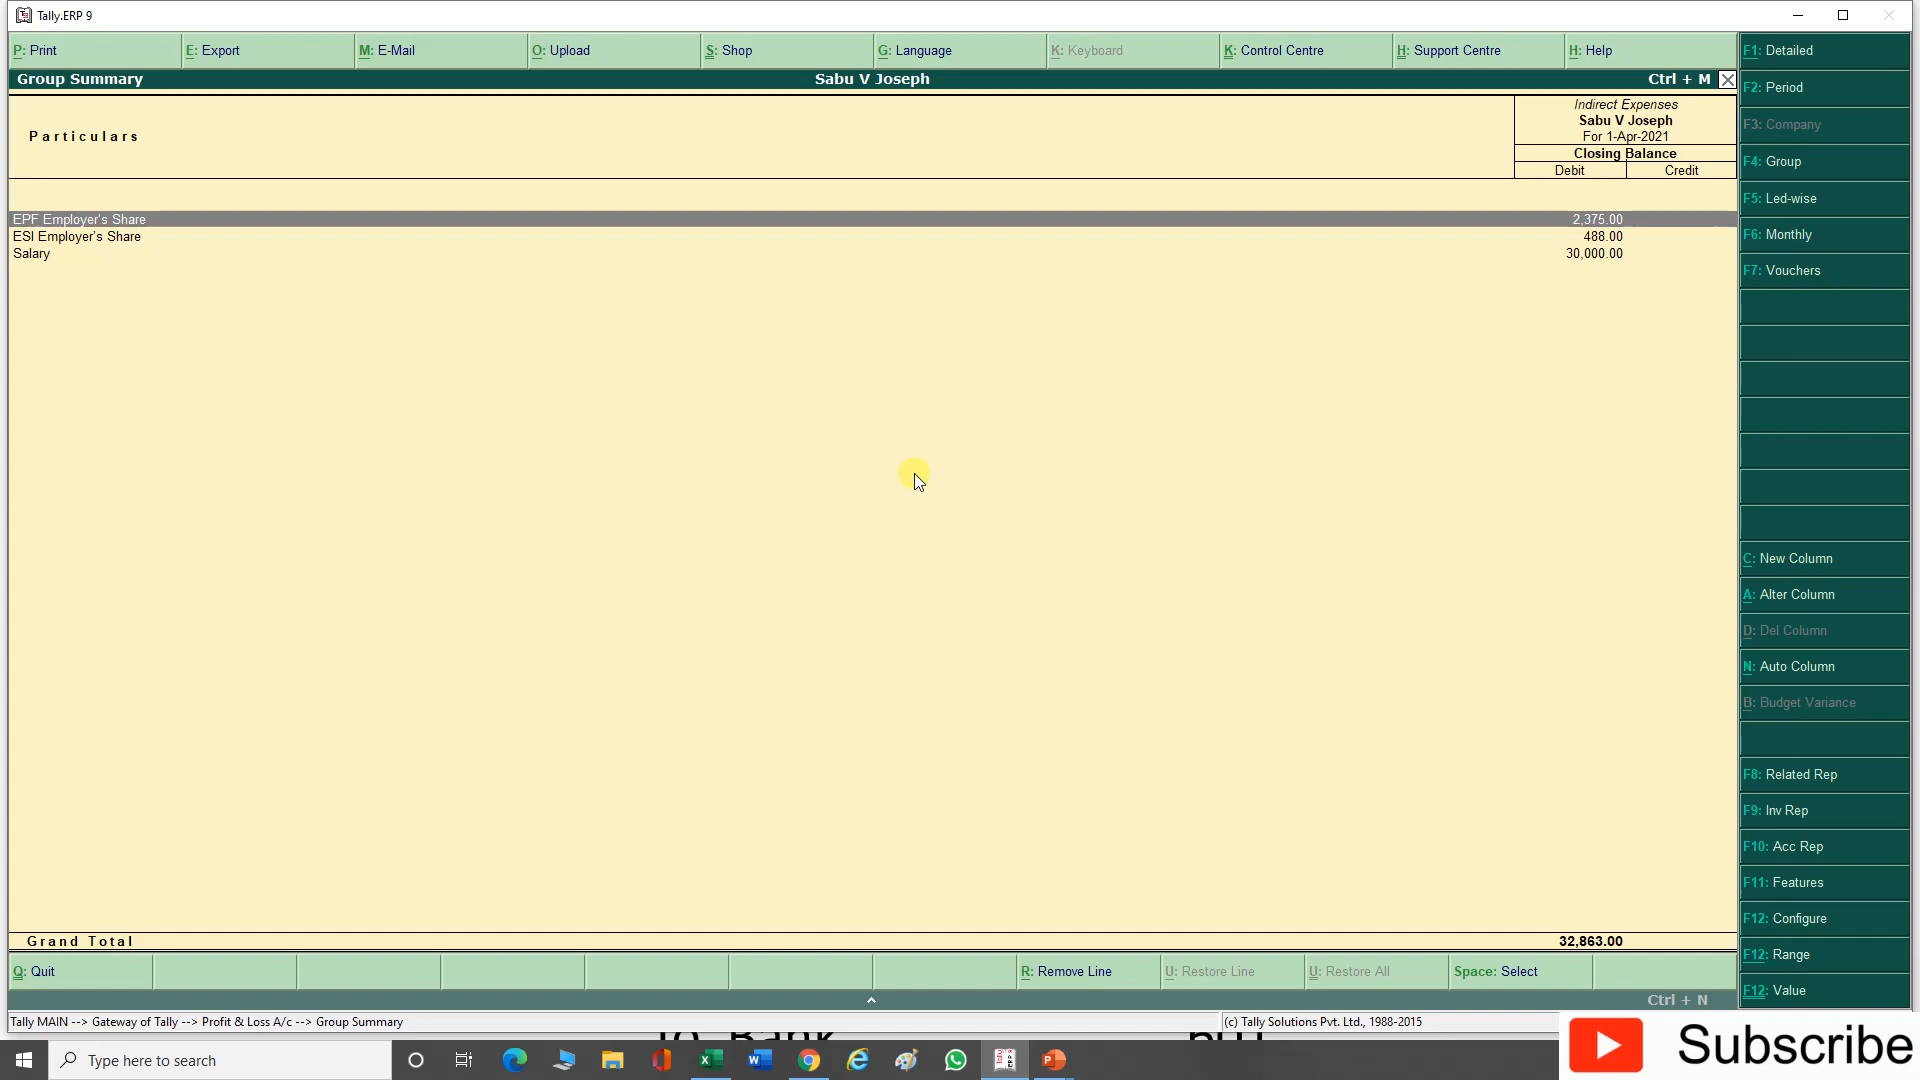 Tally.ERP 9
P: Print
E: Export
M: E-Mail
O: Upload
S: Shop
G: Language
K: Keyboard
K: Control Centre
H: Support Centre
H: Help
Group Summary
Sabu V Joseph
Ctrl + M
Particulars
Indirect Expenses
Sabu V Joseph
For 1-Apr-2021
Closing Balance
Debit Credit
EPF Employer's Share 2,375.00
ESI Employer's Share 488.00
Salary 30,000.00
Grand Total 32,863.00
F1: Detailed
F2: Period
F3: Company
F4: Group
F5: Led-wise
F6: Monthly
F7: Vouchers
C: New Column
A: Alter Column
D: Del Column
N: Auto Column
B: Budget Variance
F8: Related Rep
F9: Inv Rep
F10: Acc Rep
F11: Features
F12: Configure
F12: Range
F12: Value
Q: Quit
R: Remove Line
U: Restore Line
U: Restore All
Space: Select
Ctrl + N
Tally MAIN --> Gateway of Tally --> Profit & Loss A/c --> Group Summary
(c) Tally Solutions Pvt. Ltd., 1988-2015
To Bank
Type here to search
Subscribe